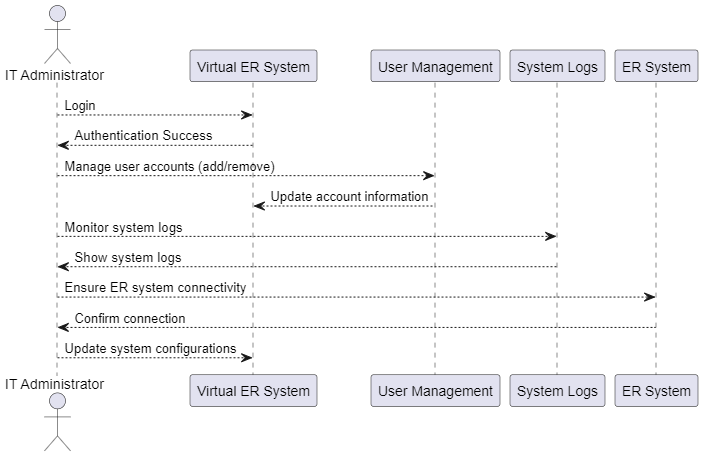 IT Administrator
Virtual ER System
User Management
System Logs
ER System
Login
Authentication Success
Manage user accounts (add/remove)
Update account information
Monitor system logs
Show system logs
Ensure ER system connectivity
Confirm connection
Update system configurations
IT Administrator
Virtual ER System
User Management
System Logs
ER System